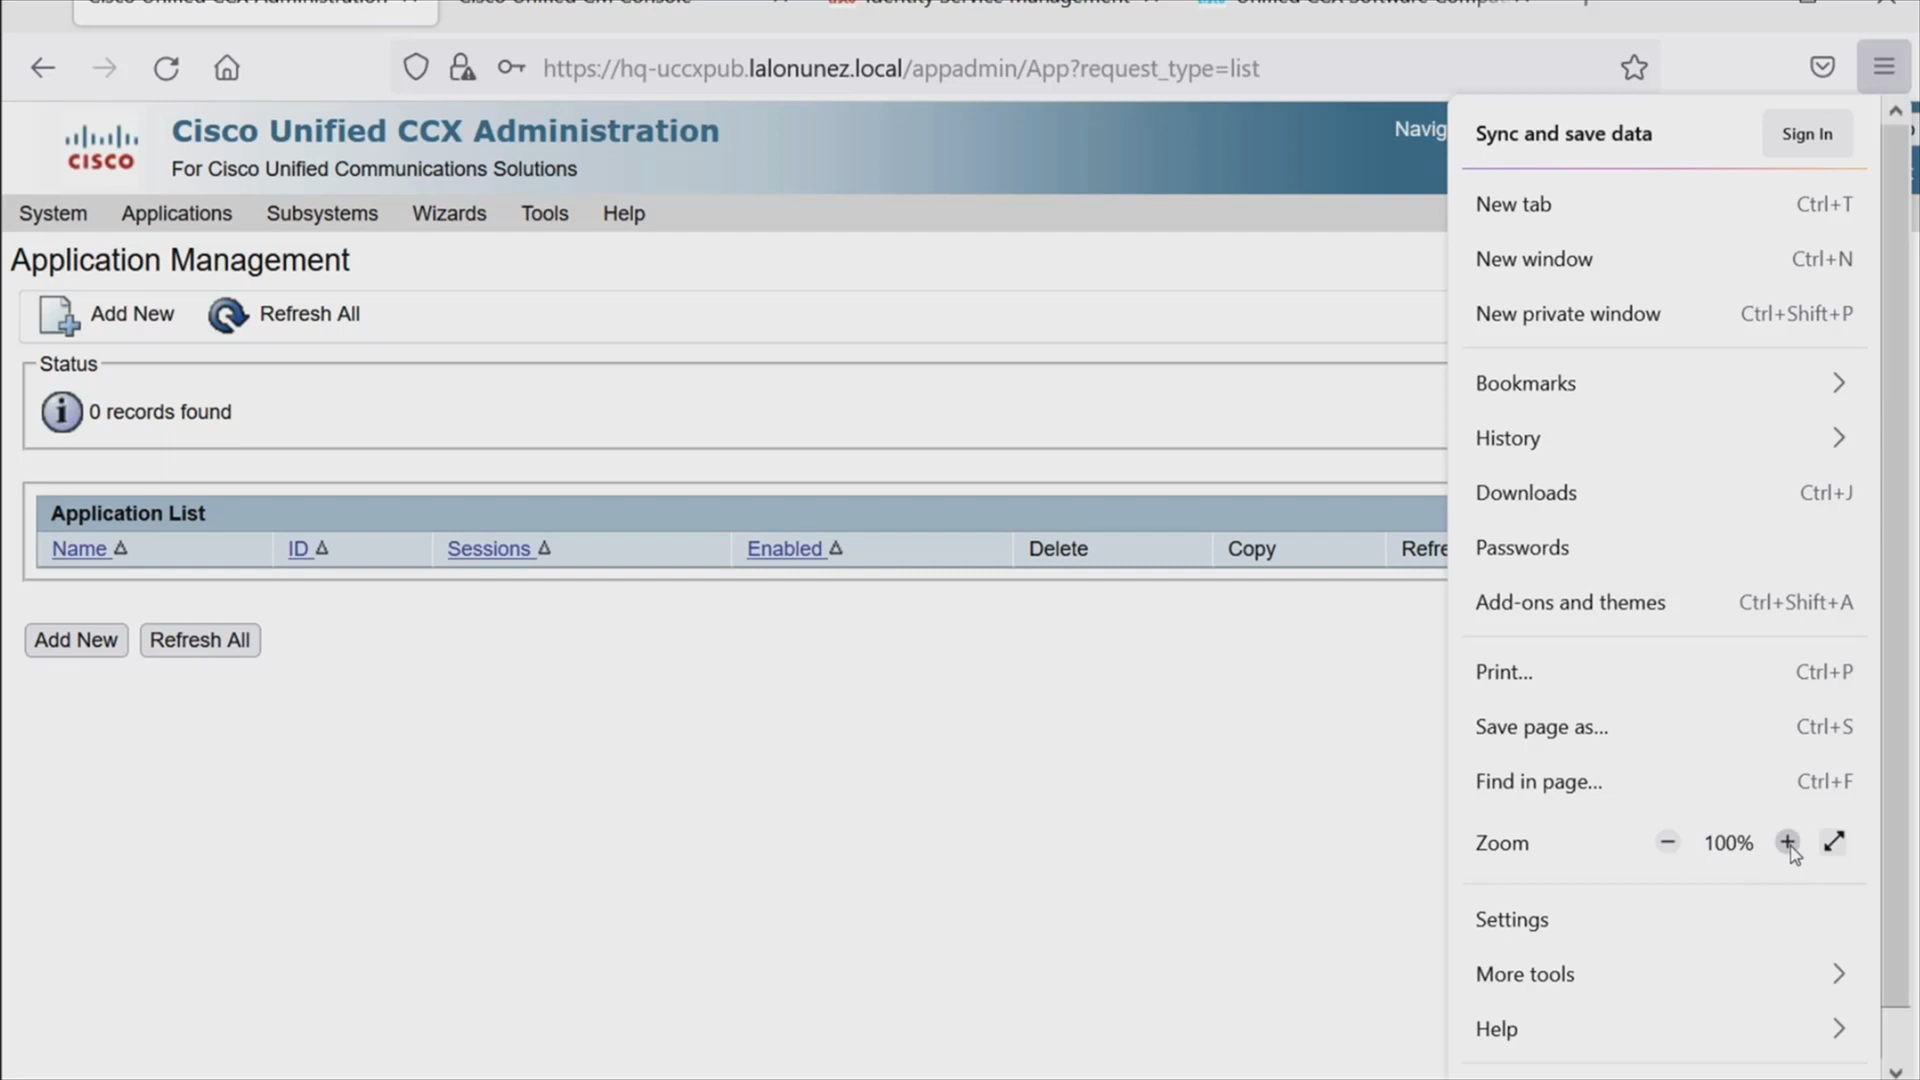 https://hq-uccxpub.lalonunez.local/appadmin/App?request_type=list
CISCO
Cisco Unified CCX Administration
For Cisco Unified Communications Solutions
Navig
System Applications Subsystems Wizards Tools Help
Application Management
Add New Refresh All
Status
0 records found
Application List
Name ID Sessions Enabled Delete Copy Refre
Add New Refresh All
Sync and save data Sign In
New tab Ctrl+T
New window Ctrl+N
New private window Ctrl+Shift+P
Bookmarks
History
Downloads Ctrl+J
Passwords
Add-ons and themes Ctrl+Shift+A
Print... Ctrl+P
Save page as... Ctrl+S
Find in page... Ctrl+F
Zoom − 100% +
Settings
More tools
Help